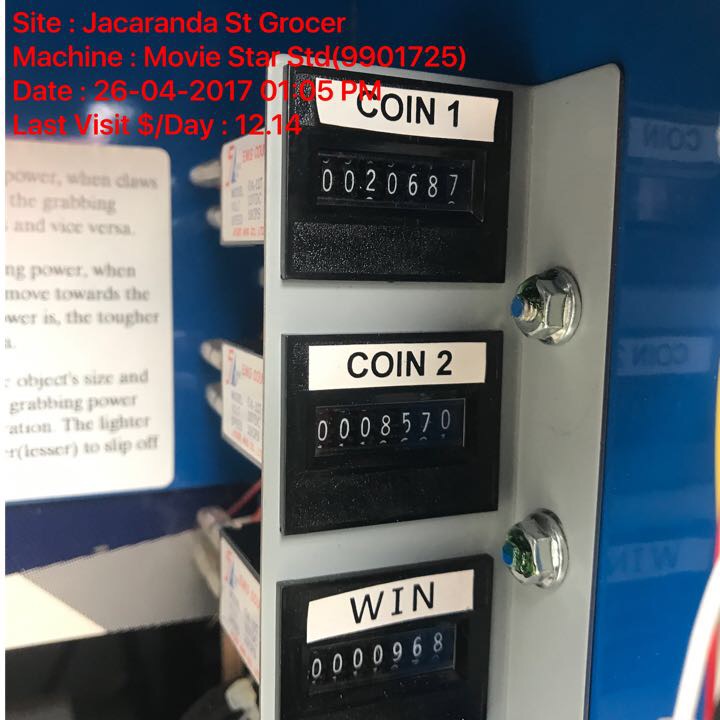 Site : Jacaranda St Grocer
Machine : Movie Star Std(9901725)
Date : 26-04-2017 01:05 PM
Last Visit $/Day : 12.14
COIN 1
0020687
COIN 2
0008570
WIN
0000968
power, when claws
the grabbing
and vice versa.
ng power, when
move towards the
wer is, the tougher
object's size and
grabbing power
ation. The lighter
r(lesser) to slip off